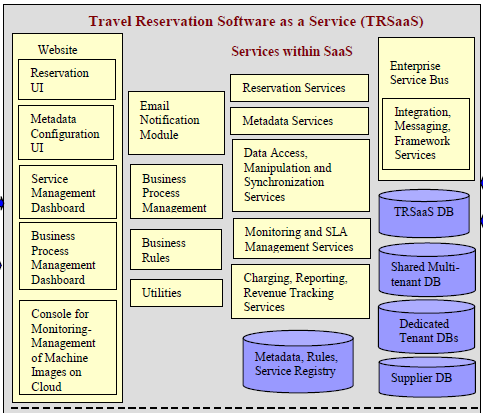 Travel Reservation Software as a Service (TRSaaS)
Website
Reservation
UI
Metadata
Configuration
UI
Service
Management
Dashboard
Business
Process
Management
Dashboard
Console for
Monitoring-
Management
of Machine
Images on
Cloud
Services within SaaS
Email
Notification
Module
Business
Process
Management
Business
Rules
Utilities
Reservation Services
Metadata Services
Data Access,
Manipulation and
Synchronization
Services
Monitoring and SLA
Management Services
Charging, Reporting,
Revenue Tracking
Services
Metadata, Rules,
Service Registry
Enterprise
Service Bus
Integration,
Messaging,
Framework
Services
TRSaaS DB
Shared Multi-
tenant DB
Dedicated
Tenant DBs
Supplier DB